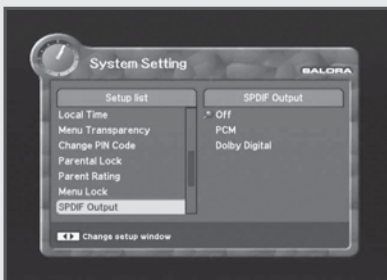 System Setting
SALORA
Setup list
Local Time
Menu Transparency
Change PIN Code
Parental Lock
Parent Rating
Menu Lock
SPDIF Output
SPDIF Output
Off
PCM
Dolby Digital
Change setup window